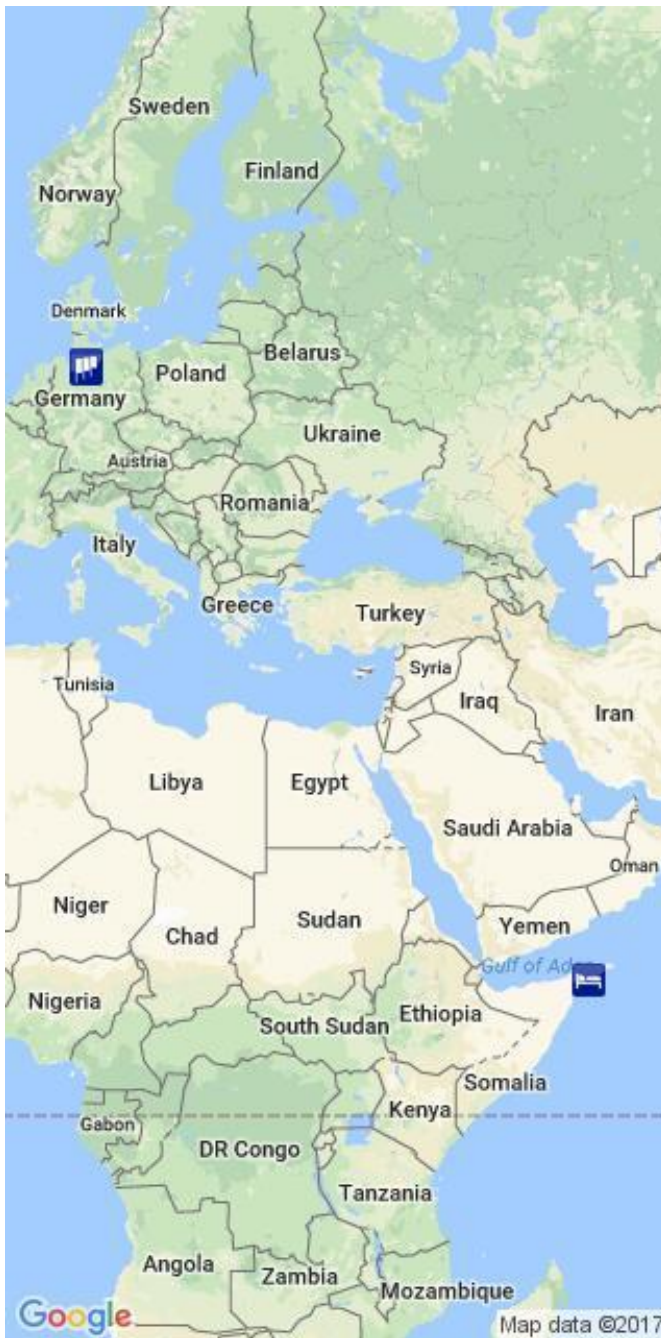 Sweden
Finland
Norway
Denmark
Belarus
Poland
Germany
Ukraine
Austria
Romania
Italy
Greece
Turkey
Syria
Tunisia
Iraq
Iran
Libya
Egypt
Saudi Arabia
Oman
Niger
Sudan
Yemen
Chad
Gulf of
Nigeria
Ethiopia
South Sudan
Somalia
Kenya
Gabon
DR Congo
Tanzania
Angola
Zambia
Mozambique
Google
Map data ©2017